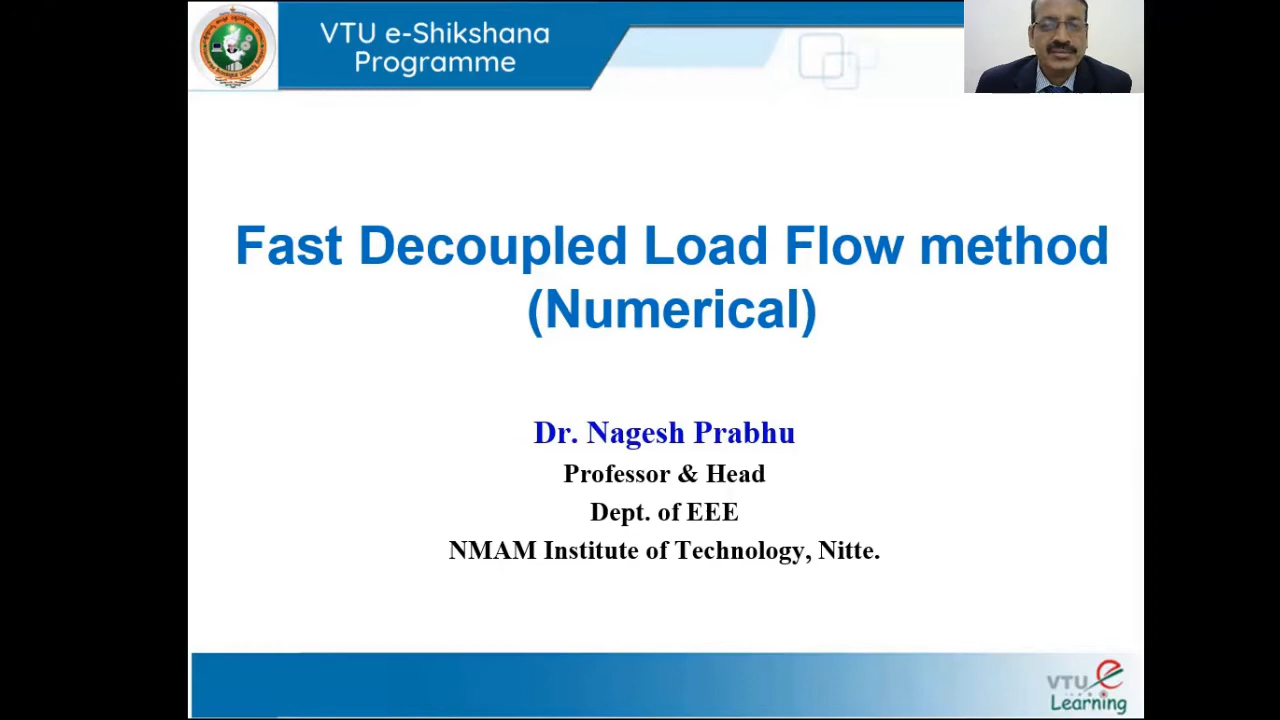 VTU e-Shikshana
Programme
Fast Decoupled Load Flow method
(Numerical)
Dr. Nagesh Prabhu
Professor & Head
Dept. of EEE
NMAM Institute of Technology, Nitte.
VTU e
Learning